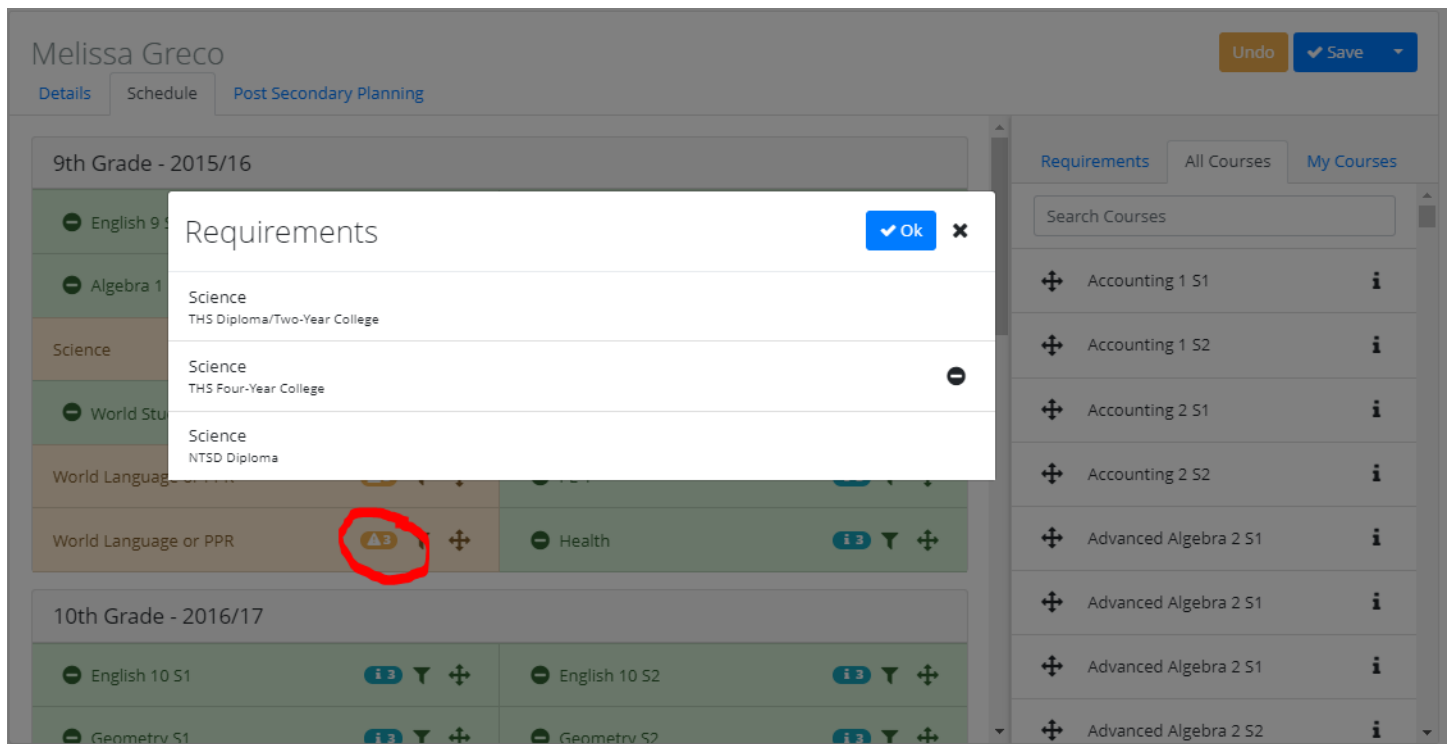 Melissa Greco
Undo
Save
Details Schedule Post Secondary Planning
9th Grade - 2015/16
English 9
Algebra 1
Science
World Stu
World Language
World Language or PPR 3
Health i 3
10th Grade - 2016/17
English 10 S1 i 3
English 10 S2 i 3
Geometry S1 i 3
Geometry S2 i 3
Requirements
Ok
Science
THS Diploma/Two-Year College
Science
THS Four-Year College
Science
NTSD Diploma
Requirements All Courses My Courses
Search Courses
Accounting 1 S1 i
Accounting 1 S2 i
Accounting 2 S1 i
Accounting 2 S2 i
Advanced Algebra 2 S1 i
Advanced Algebra 2 S1 i
Advanced Algebra 2 S1 i
Advanced Algebra 2 S2 i